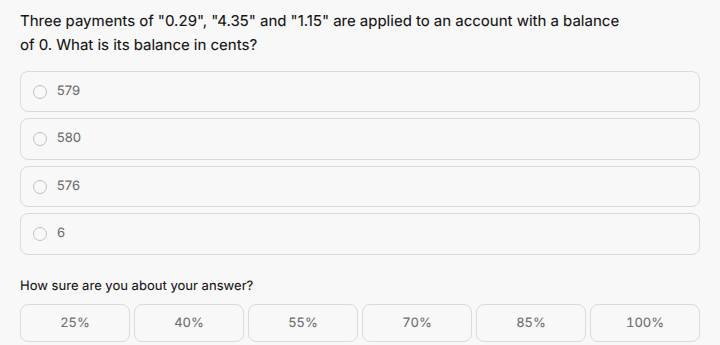 Three payments of "0.29", "4.35" and "1.15" are applied to an account with a balance
of 0. What is its balance in cents?
579
580
576
6
How sure are you about your answer?
25% 40% 55% 70% 85% 100%